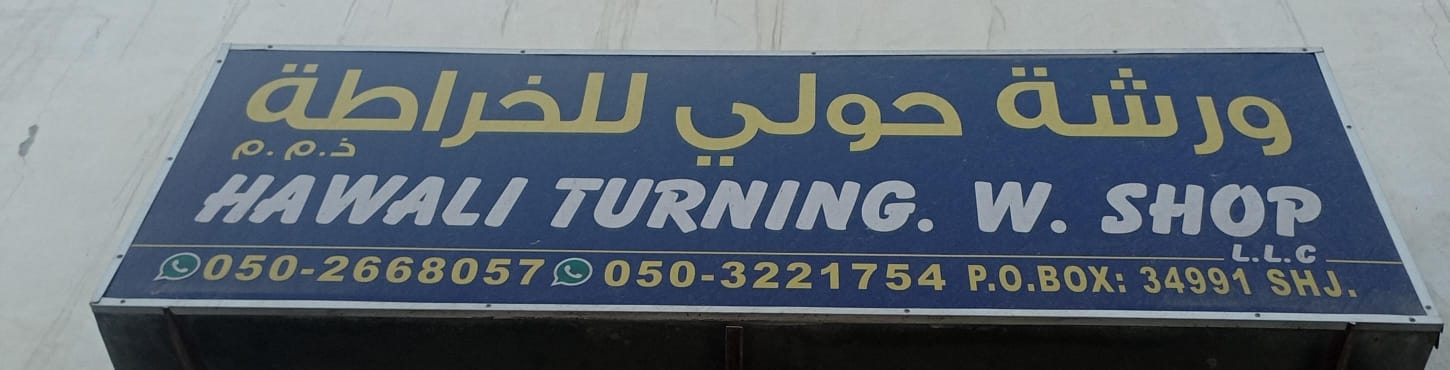 ورشة حولي للخراطة
ذ.م.م.
HAWALI TURNING. W. SHOP
L.L.C
050-2668057 050-3221754 P.O.BOX: 34991 SHJ.